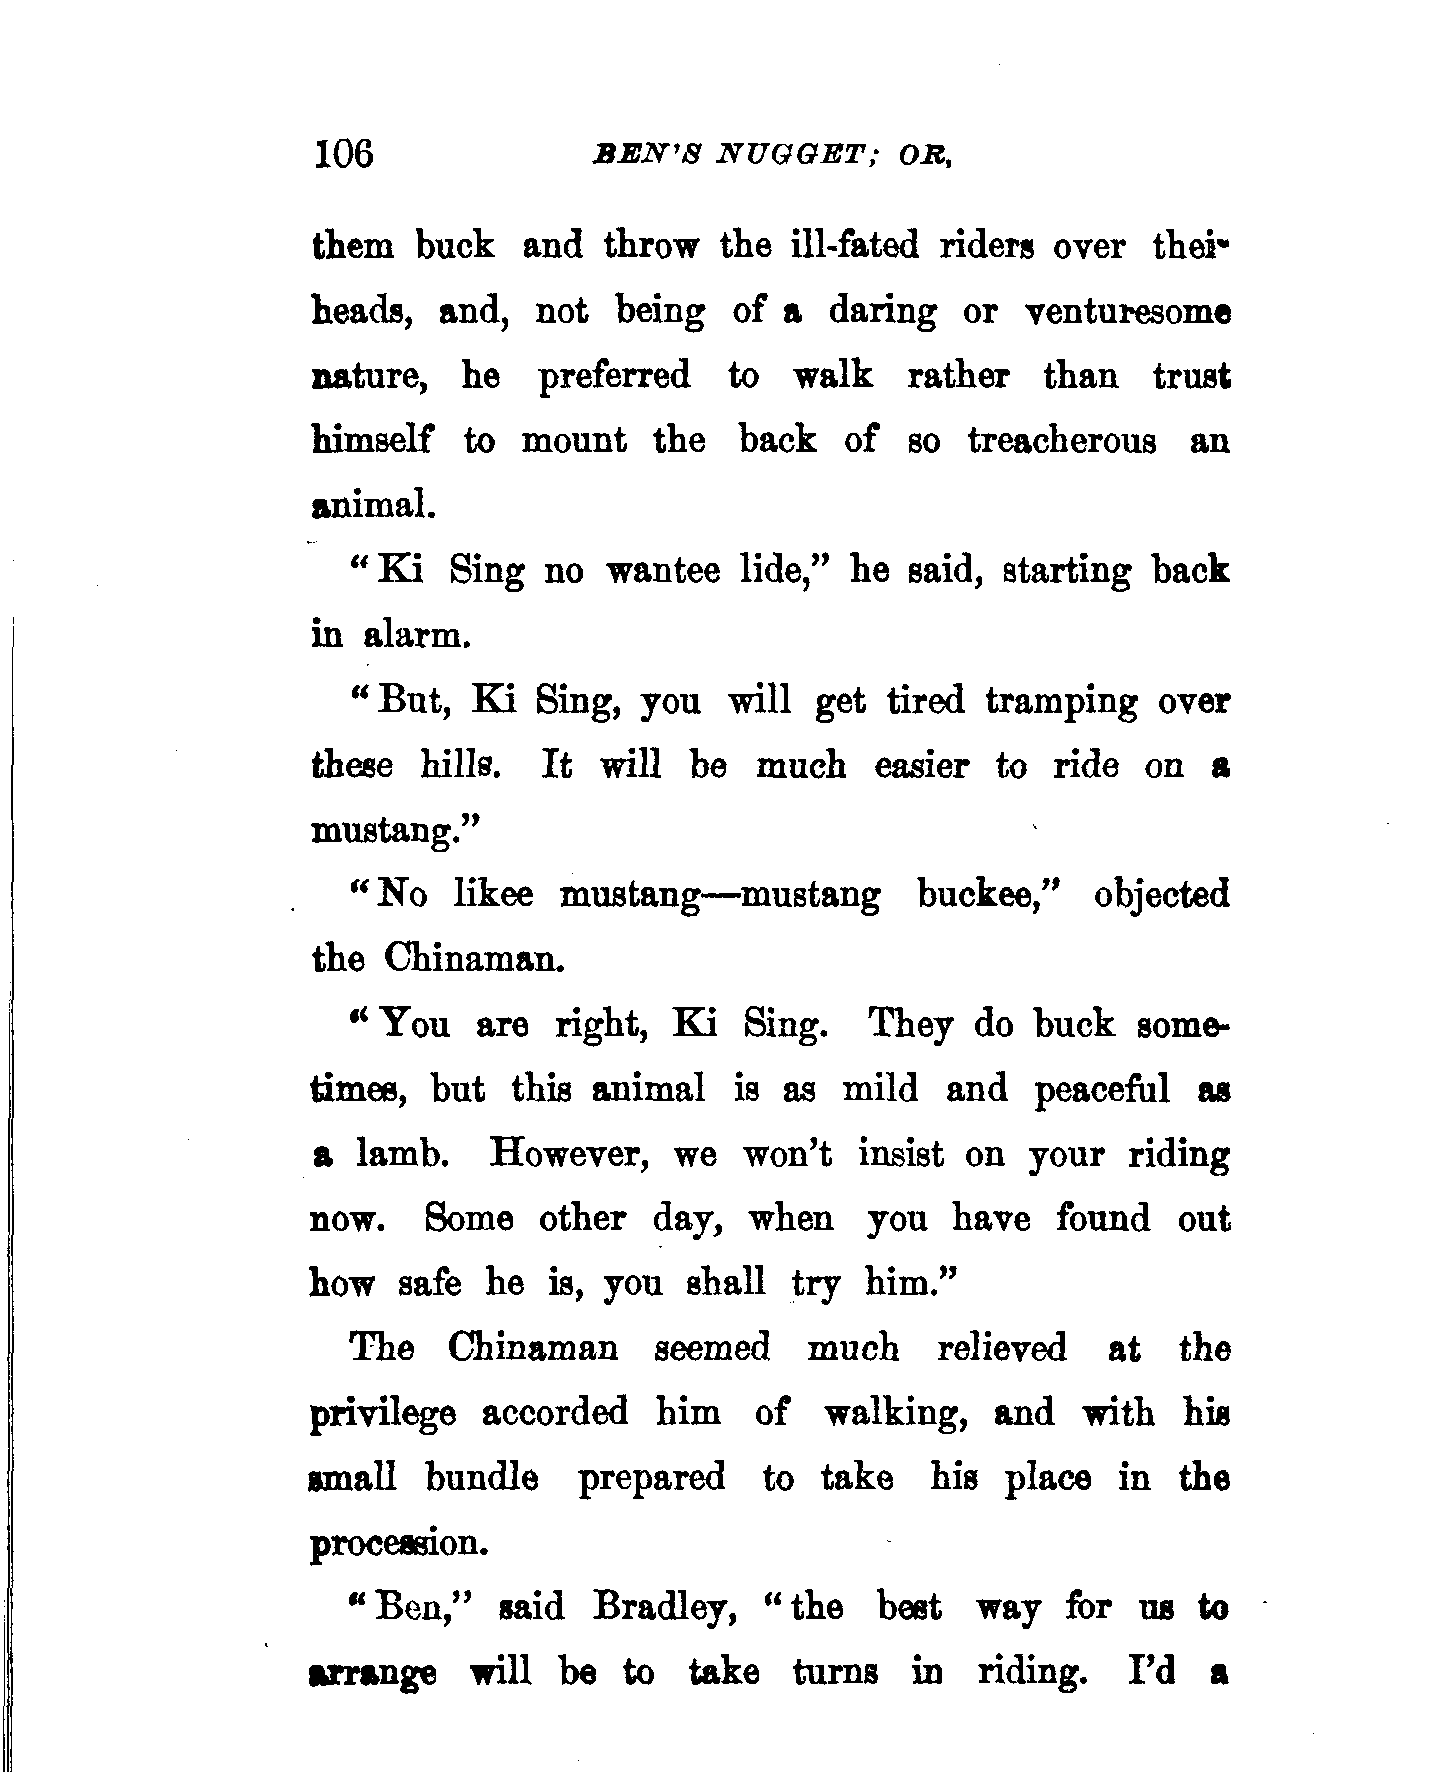 106 BEN'S NUGGET; OR,
them buck and throw the ill-fated riders over their
heads, and, not being of a daring or venturesome
nature, he preferred to walk rather than trust
himself to mount the back of so treacherous an
animal.
"Ki Sing no wantee lide," he said, starting back
in alarm.
"But, Ki Sing, you will get tired tramping over
these hills. It will be much easier to ride on a
mustang."
"No likee mustang—mustang buckee," objected
the Chinaman.
"You are right, Ki Sing. They do buck some-
times, but this animal is as mild and peaceful as
a lamb. However, we won't insist on your riding
now. Some other day, when you have found out
how safe he is, you shall try him."
The Chinaman seemed much relieved at the
privilege accorded him of walking, and with his
small bundle prepared to take his place in the
procession.
"Ben," said Bradley, "the best way for us to
arrange will be to take turns in riding. I'd a